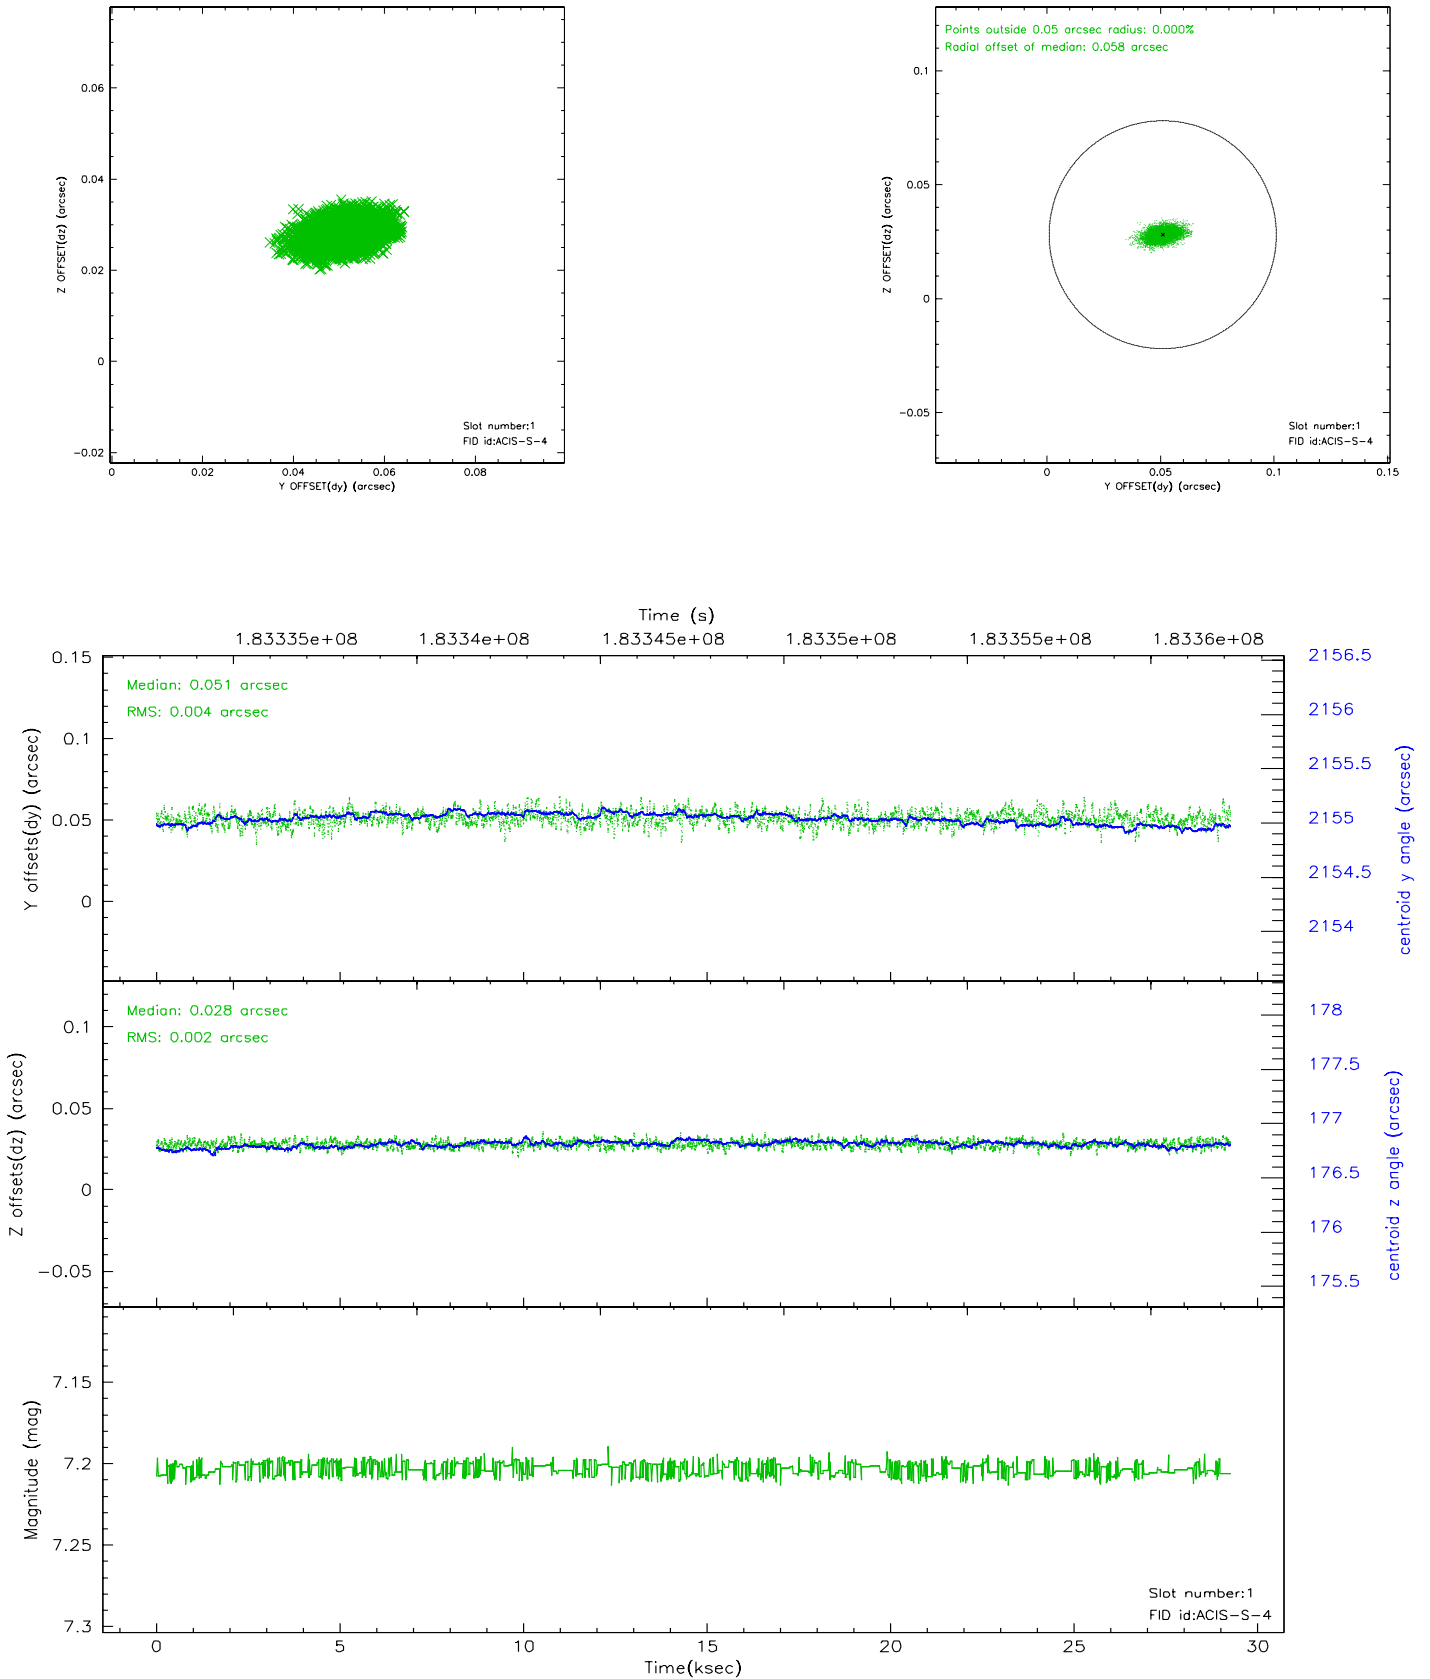 0.06
0.04
0.02
0
−0.02
Z OFFSET(dz) (arcsec)
0
0.02
0.04
0.06
0.08
Y OFFSET(dy) (arcsec)
Slot number:1
FID id:ACIS−S−4
Points outside 0.05 arcsec radius: 0.000%
Radial offset of median: 0.058 arcsec
0.1
0.05
0
−0.05
Z OFFSET(dz) (arcsec)
0
0.05
0.1
0.15
Y OFFSET(dy) (arcsec)
Slot number:1
FID id:ACIS−S−4
Time (s)
1.83335e+08
1.8334e+08
1.83345e+08
1.8335e+08
1.83355e+08
1.8336e+08
0.15
0.1
0.05
0
Y offsets(dy) (arcsec)
Median: 0.051 arcsec
RMS: 0.004 arcsec
2156.5
2156
2155.5
2155
2154.5
2154
centroid y angle (arcsec)
0.1
0.05
0
−0.05
Z offsets(dz) (arcsec)
Median: 0.028 arcsec
RMS: 0.002 arcsec
178
177.5
177
176.5
176
175.5
centroid z angle (arcsec)
7.15
7.2
7.25
7.3
Magnitude (mag)
Slot number:1
FID id:ACIS−S−4
0
5
10
15
20
25
30
Time(ksec)